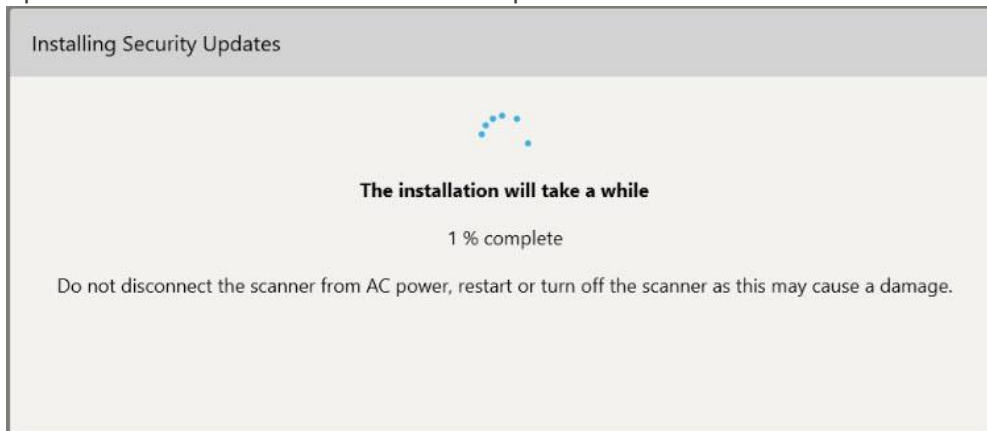 Installing Security Updates
The installation will take a while
1 % complete
Do not disconnect the scanner from AC power, restart or turn off the scanner as this may cause a damage.